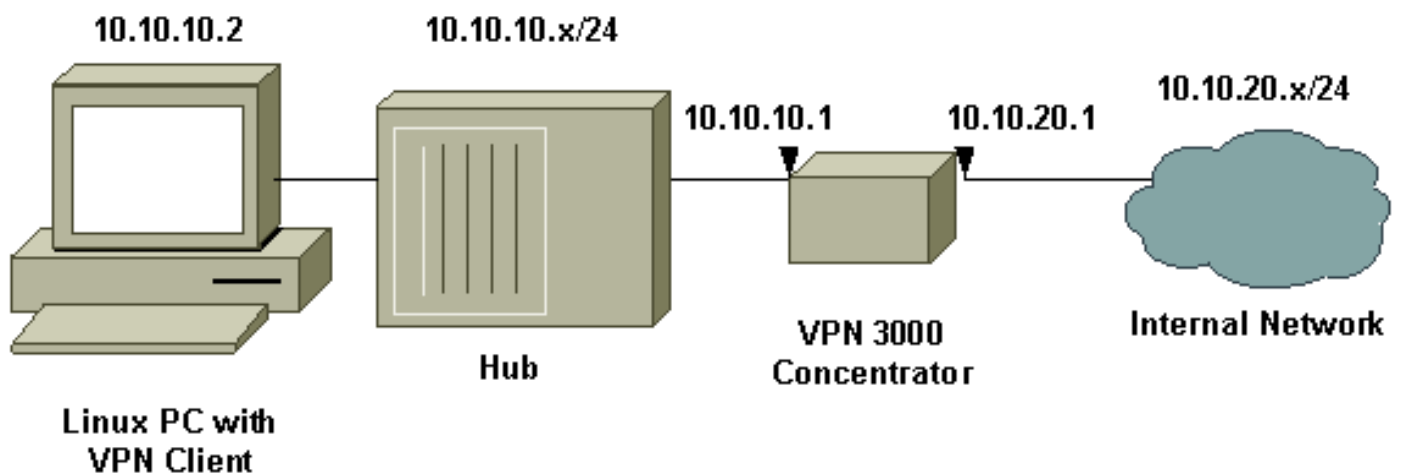 10.10.10.2
10.10.10.x/24
10.10.10.1
10.10.20.1
10.10.20.x/24
Linux PC with
VPN Client
Hub
VPN 3000
Concentrator
Internal Network